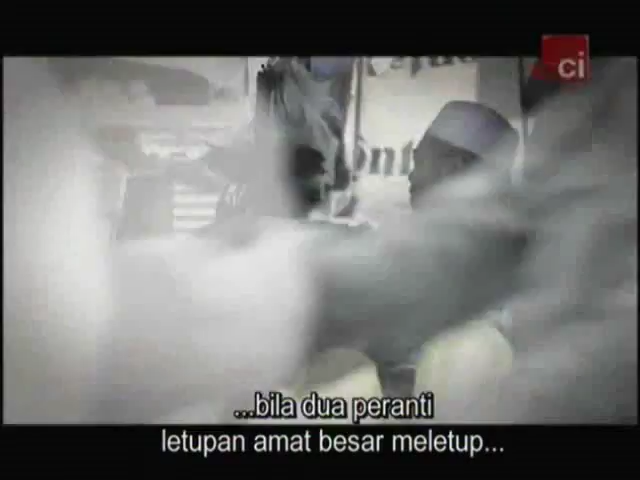 ci
...bila dua peranti
letupan amat besar meletup...